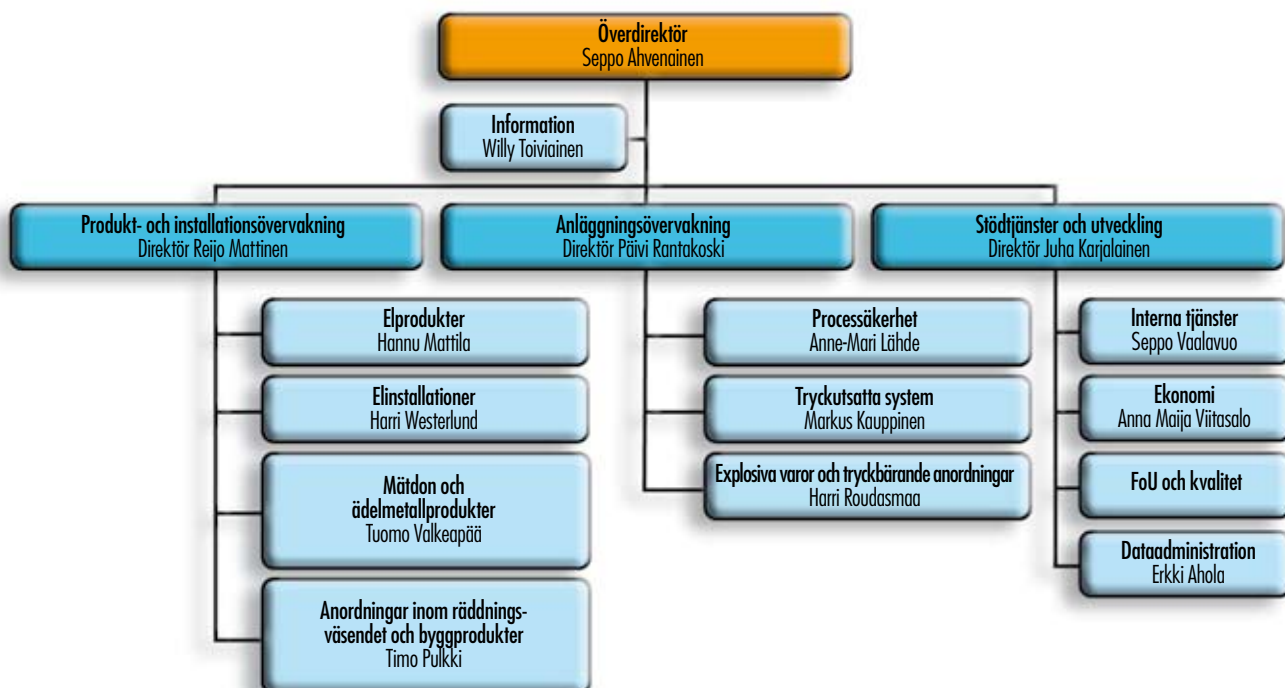 Överdirektör
Seppo Ahvenainen
Information
Willy Toiviainen
Produkt- och installationsövervakning
Direktör Reijo Mattinen
Anläggningsövervakning
Direktör Päivi Rantakoski
Stödtjänster och utveckling
Direktör Juha Karjalainen
Elprodukter
Hannu Mattila
Elinstallationer
Harri Westerlund
Mätdon och
ädelmetallprodukter
Tuomo Valkeapää
Anordningar inom räddnings-
väsendet och byggprodukter
Timo Pulkki
Processäkerhet
Anne-Mari Lähde
Tryckutsatta system
Markus Kauppinen
Explosiva varor och tryckbärande anordningar
Harri Roudasmaa
Interna tjänster
Seppo Vaalavuo
Ekonomi
Anna Maija Viitasalo
FoU och kvalitet
Dataadministration
Erkki Ahola